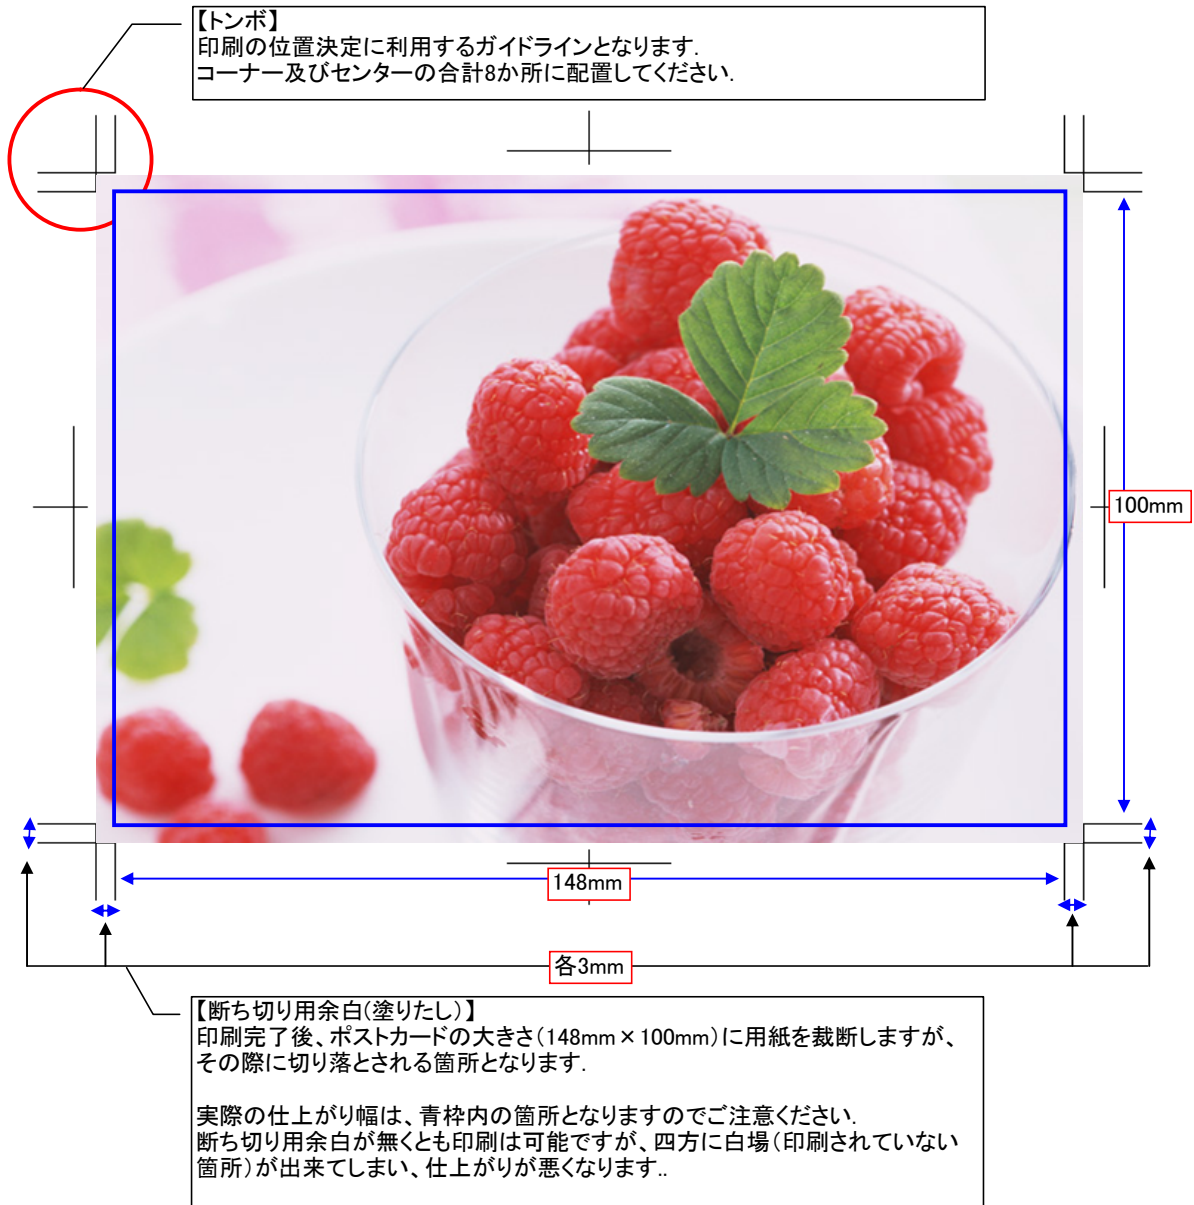 【トンボ】
印刷の位置決定に利用するガイドラインとなります.
コーナー及びセンターの合計8か所に配置してください.
100mm
148mm
各3mm
【断ち切り用余白(塗りたし)】
印刷完了後、ポストカードの大きさ(148mm×100mm)に用紙を裁断しますが、
その際に切り落とされる箇所となります.
実際の仕上がり幅は、青枠内の箇所となりますのでご注意ください.
断ち切り用余白が無くとも印刷は可能ですが、四方に白場(印刷されていない
箇所)が出来てしまい、仕上がりが悪くなります..